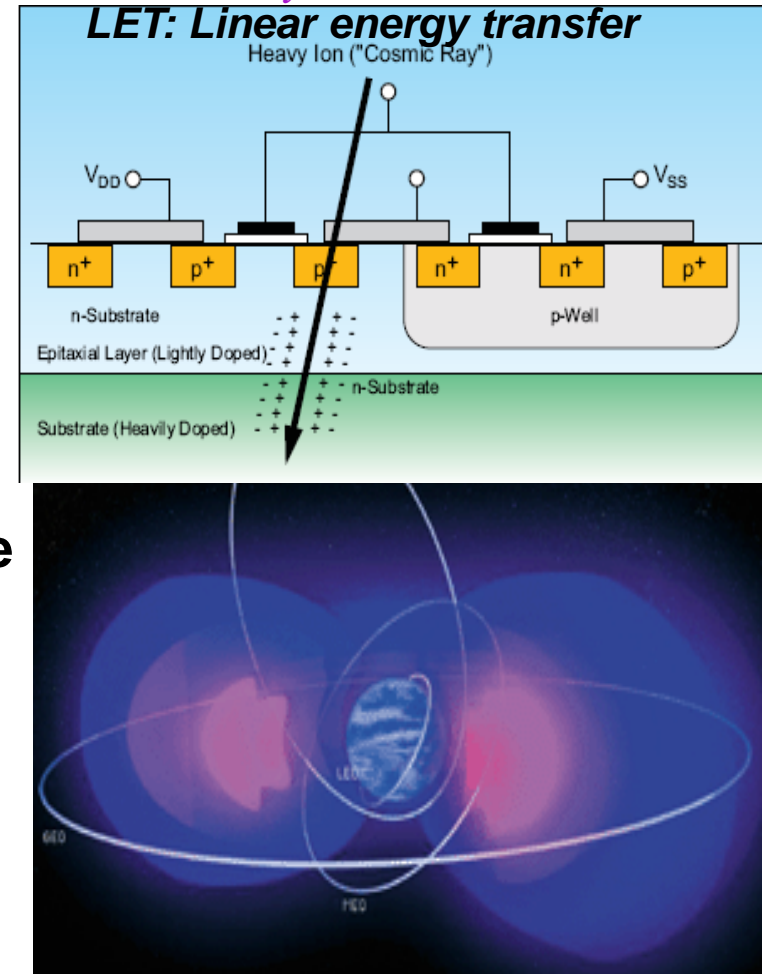 LET: Linear energy transfer
Heavy Ion ("Cosmic Ray")
VDD
VSS
n+ p+ p+ n+ n+ p+
n-Substrate
p-Well
Epitaxial Layer (Lightly Doped)
n-Substrate
Substrate (Heavily Doped)
e
LEO
GEO
MEO